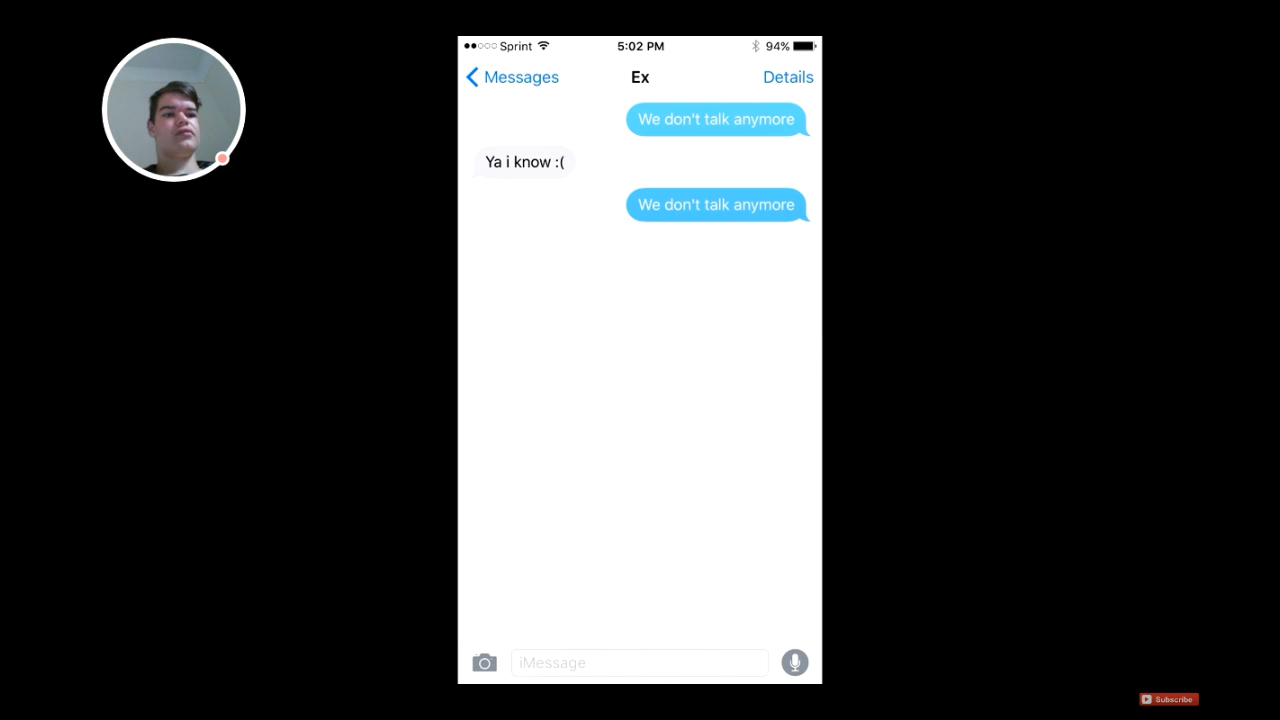 Sprint 5:02 PM 94%
Messages Ex Details
We don't talk anymore
Ya i know :(
We don't talk anymore
iMessage
Subscribe